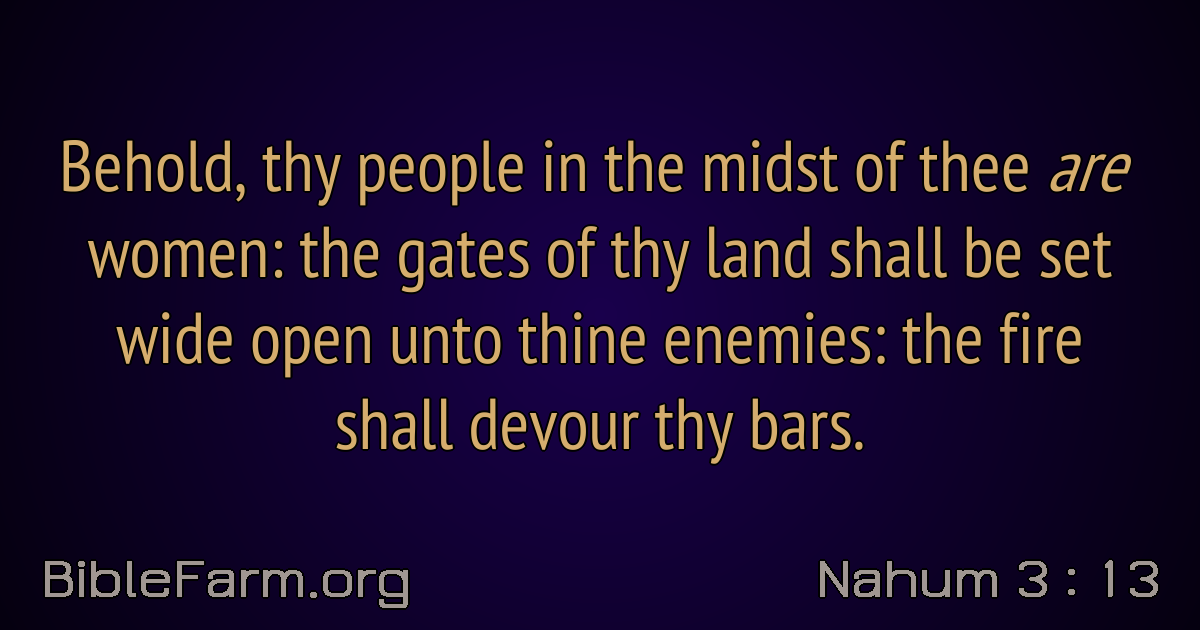 Behold, thy people in the midst of thee are
women: the gates of thy land shall be set
wide open unto thine enemies: the fire
shall devour thy bars.
BibleFarm.org
Nahum 3 : 13